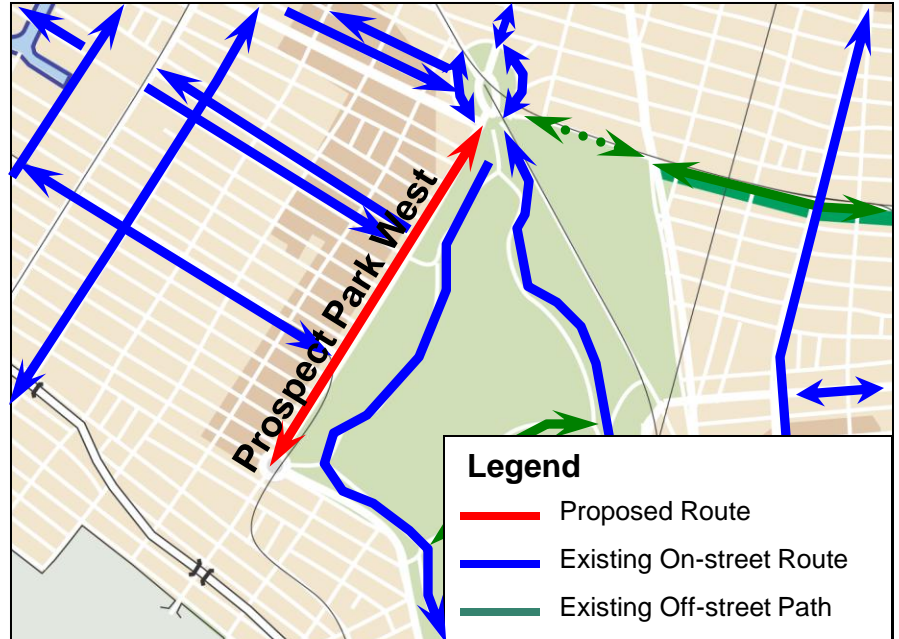 Prospect Park West
Legend
Proposed Route
Existing On-street Route
Existing Off-street Path